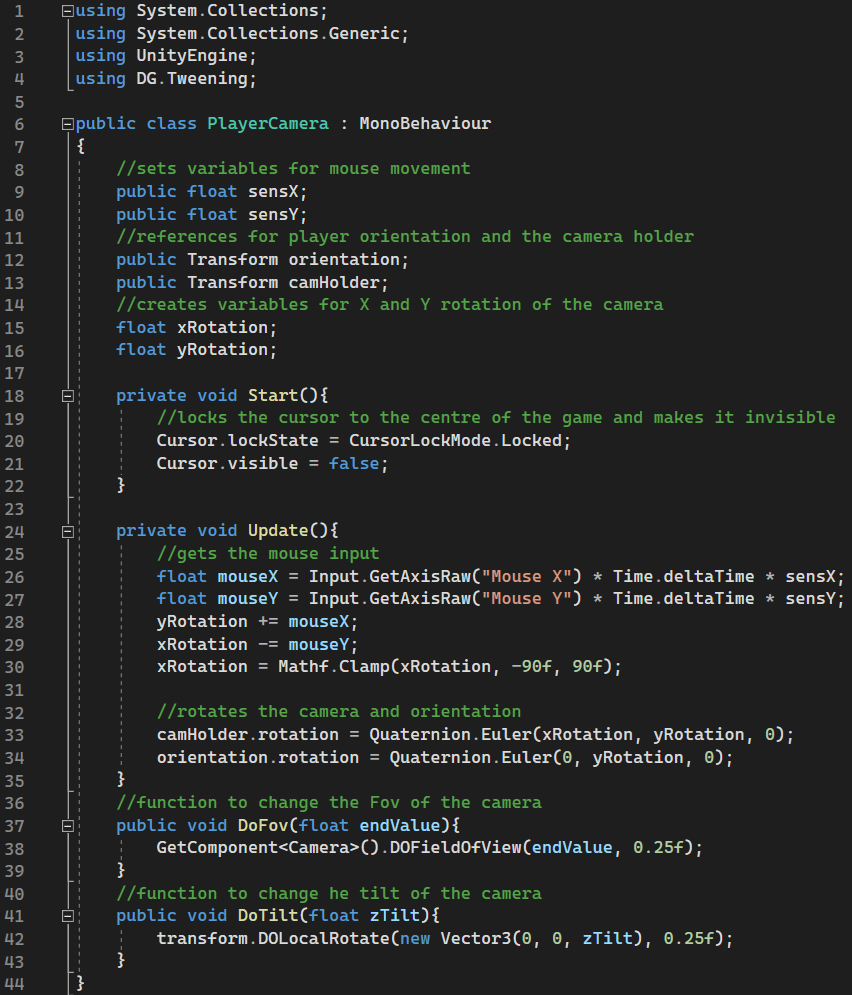 1 using System.Collections;
2 using System.Collections.Generic;
3 using UnityEngine;
4 using DG.Tweening;
5
6 public class PlayerCamera : MonoBehaviour
7 {
8     //sets variables for mouse movement
9     public float sensX;
10     public float sensY;
11     //references for player orientation and the camera holder
12     public Transform orientation;
13     public Transform camHolder;
14     //creates variables for X and Y rotation of the camera
15     float xRotation;
16     float yRotation;
17
18     private void Start(){
19         //locks the cursor to the centre of the game and makes it invisible
20         Cursor.lockState = CursorLockMode.Locked;
21         Cursor.visible = false;
22     }
23
24     private void Update(){
25         //gets the mouse input
26         float mouseX = Input.GetAxisRaw("Mouse X") * Time.deltaTime * sensX;
27         float mouseY = Input.GetAxisRaw("Mouse Y") * Time.deltaTime * sensY;
28         yRotation += mouseX;
29         xRotation -= mouseY;
30         xRotation = Mathf.Clamp(xRotation, -90f, 90f);
31
32         //rotates the camera and orientation
33         camHolder.rotation = Quaternion.Euler(xRotation, yRotation, 0);
34         orientation.rotation = Quaternion.Euler(0, yRotation, 0);
35     }
36     //function to change the Fov of the camera
37     public void DoFov(float endValue){
38         GetComponent<Camera>().DOFieldOfView(endValue, 0.25f);
39     }
40     //function to change he tilt of the camera
41     public void DoTilt(float zTilt){
42         transform.DOLocalRotate(new Vector3(0, 0, zTilt), 0.25f);
43     }
44 }